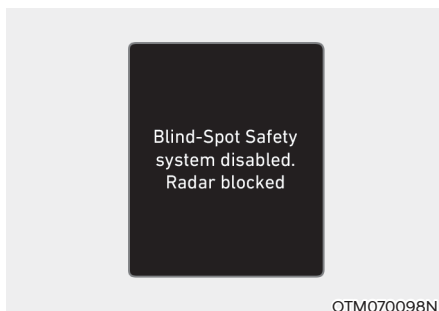 Blind-Spot Safety
system disabled.
Radar blocked
OTM070098N